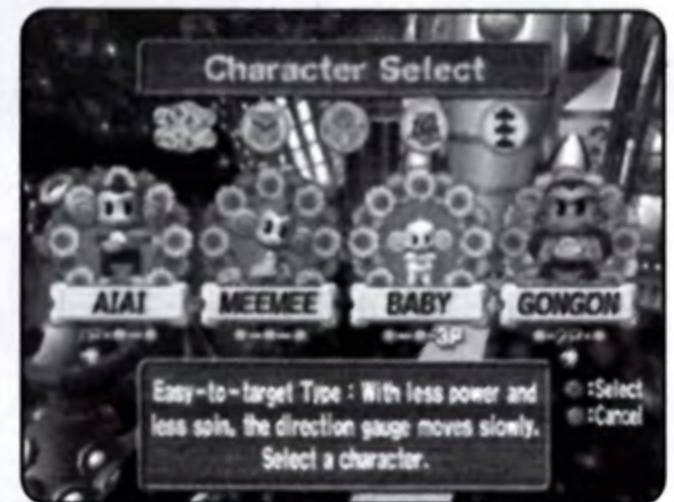 Character Select
AIAI MEEMEE BABY GONGON
3P
Easy-to-target Type : With less power and
less spin, the direction gauge moves slowly.
Select a character.
:Select
:Cancel